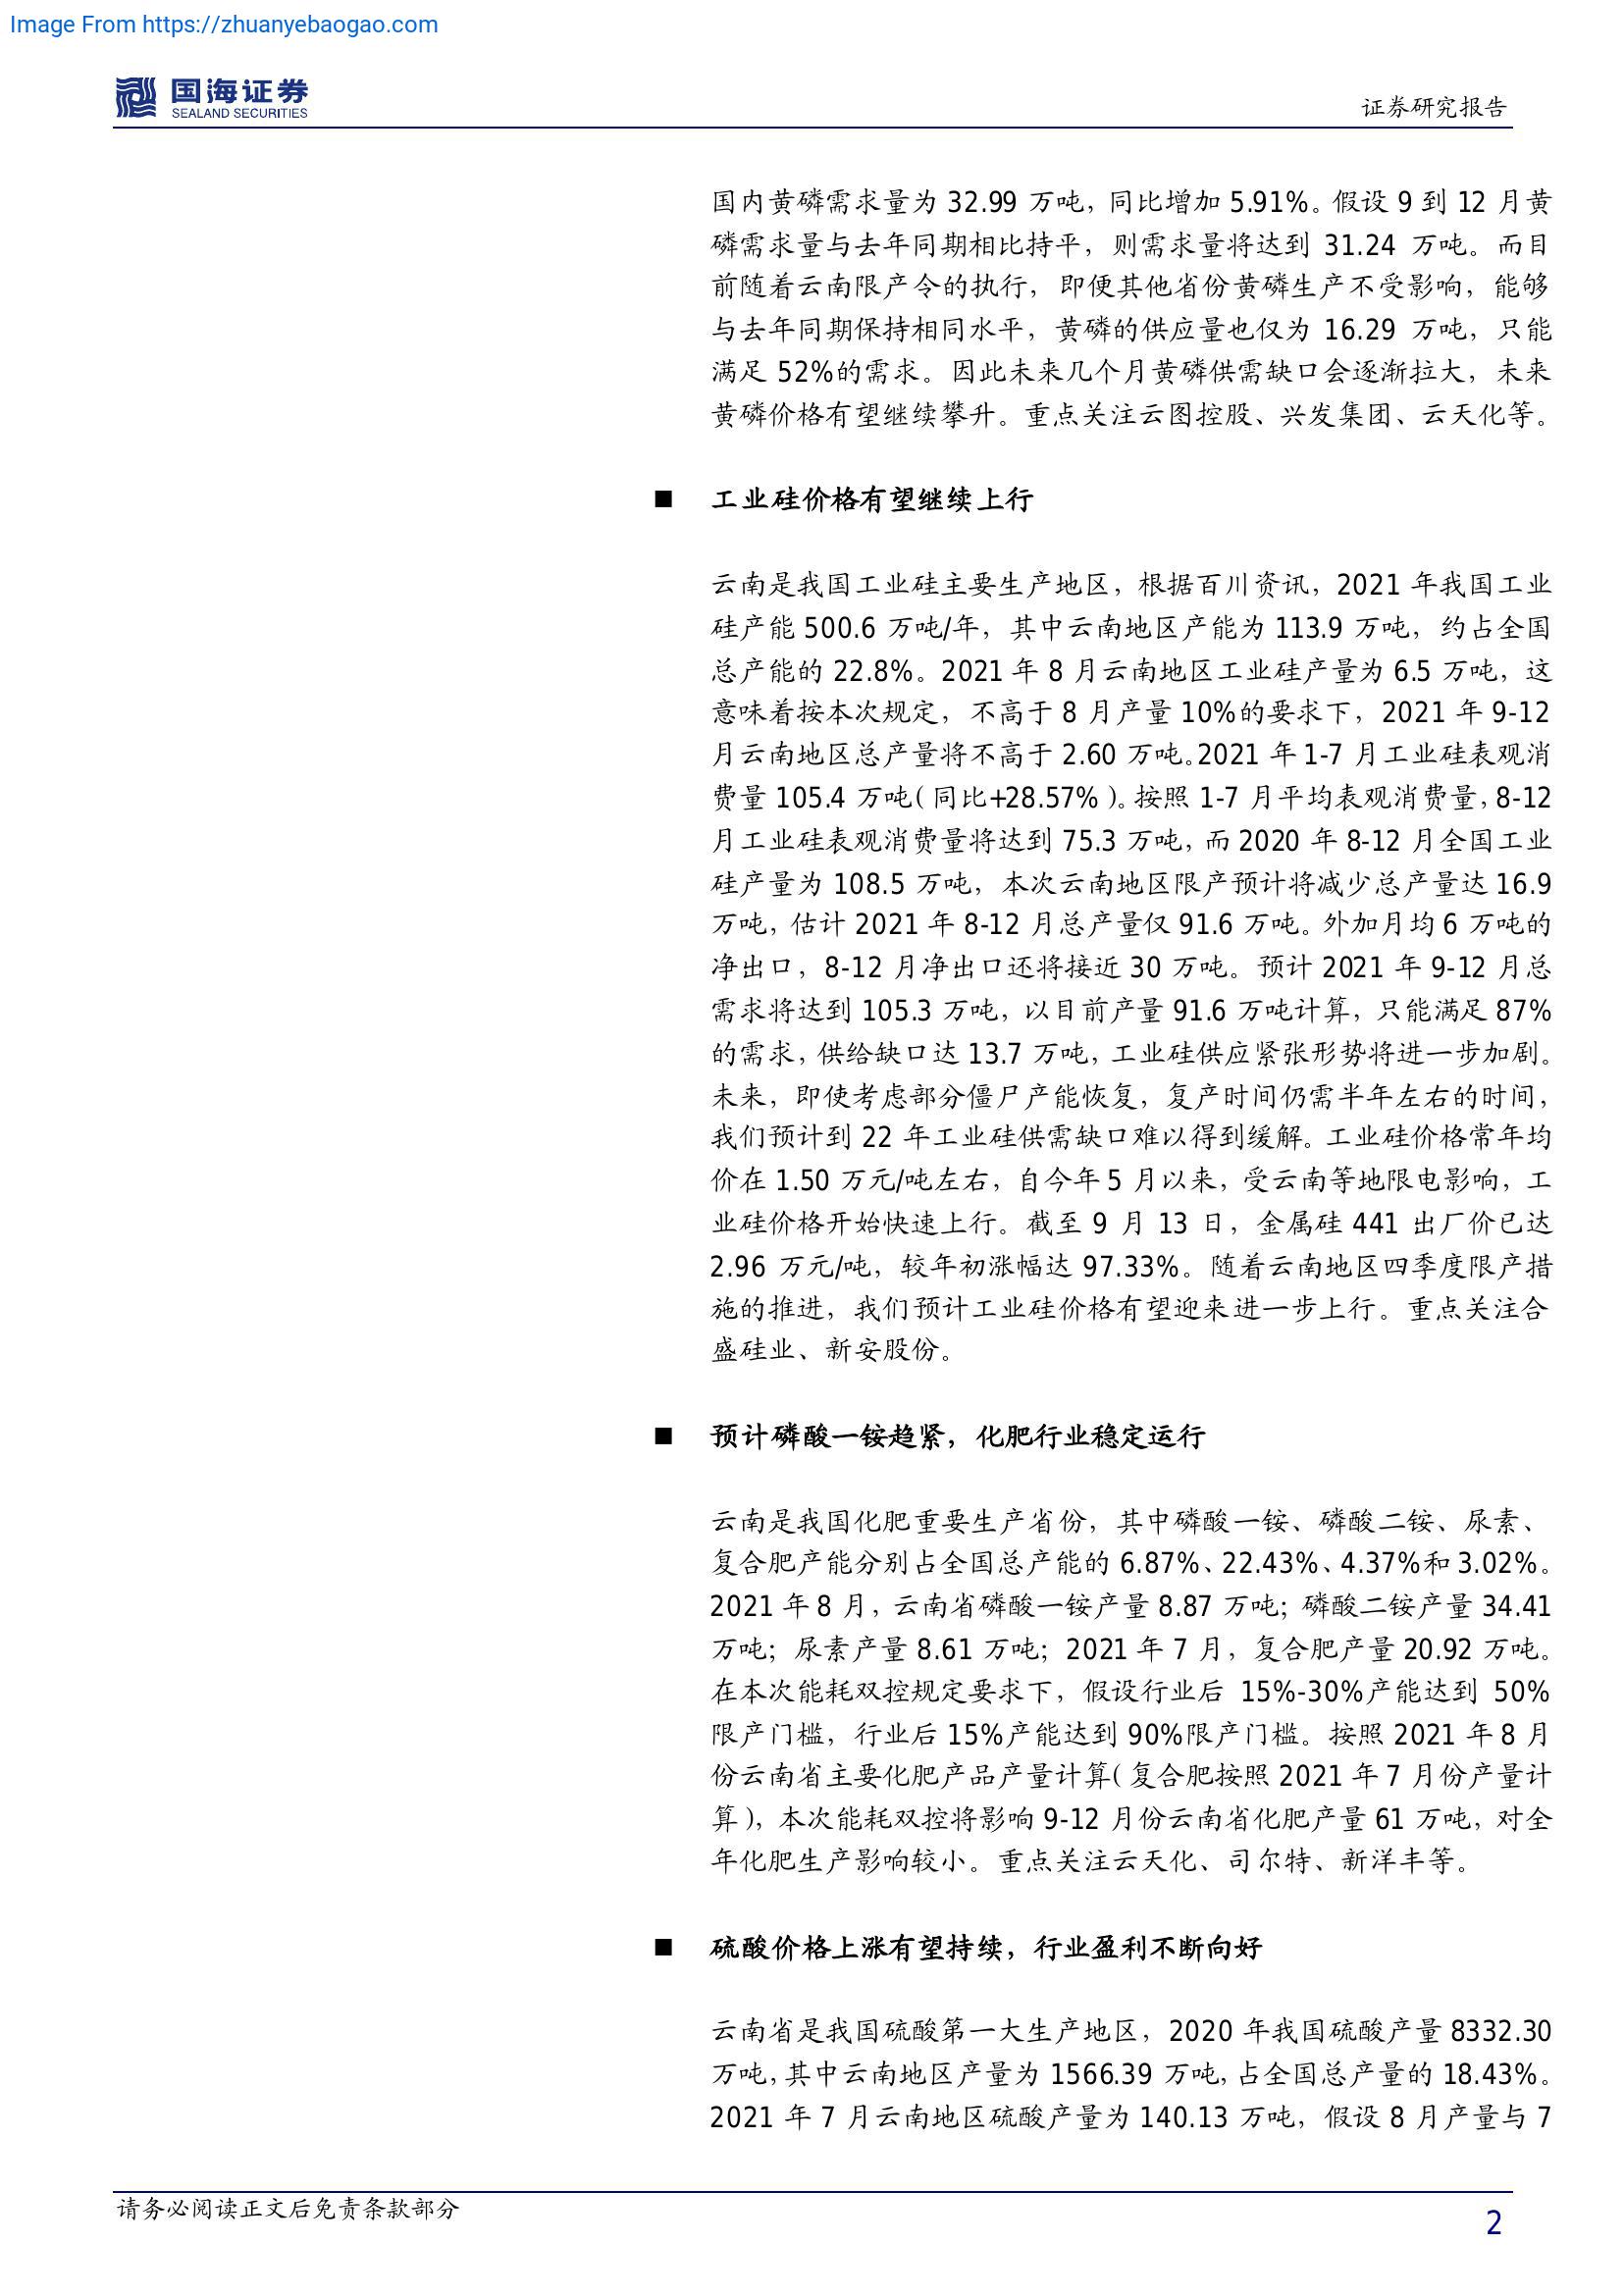 Image From https://zhuanyebaogao.com
国海证券
SEALAND SECURITIES
证券研究报告
国内黄磷需求量为 32.99 万吨，同比增加 5.91%。假设 9 到 12 月黄
磷需求量与去年同期相比持平，则需求量将达到 31.24 万吨。而目
前随着云南限产令的执行，即便其他省份黄磷生产不受影响，能够
与去年同期保持相同水平，黄磷的供应量也仅为 16.29 万吨，只能
满足 52%的需求。因此未来几个月黄磷供需缺口会逐渐拉大，未来
黄磷价格有望继续攀升。重点关注云图控股、兴发集团、云天化等。
■ 工业硅价格有望继续上行
云南是我国工业硅主要生产地区，根据百川资讯，2021 年我国工业
硅产能 500.6 万吨/年，其中云南地区产能为 113.9 万吨，约占全国
总产能的 22.8%。2021 年 8 月云南地区工业硅产量为 6.5 万吨，这
意味着按本次规定，不高于 8 月产量 10%的要求下，2021 年 9-12
月云南地区总产量将不高于 2.60 万吨。2021 年 1-7 月工业硅表观消
费量 105.4 万吨（同比+28.57%）。按照 1-7 月平均表观消费量，8-12
月工业硅表观消费量将达到 75.3 万吨，而 2020 年 8-12 月全国工业
硅产量为 108.5 万吨，本次云南地区限产预计将减少总产量达 16.9
万吨，估计 2021 年 8-12 月总产量仅 91.6 万吨。外加月均 6 万吨的
净出口，8-12 月净出口还将接近 30 万吨。预计 2021 年 9-12 月总
需求将达到 105.3 万吨，以目前产量 91.6 万吨计算，只能满足 87%
的需求，供给缺口达 13.7 万吨，工业硅供应紧张形势将进一步加剧。
未来，即使考虑部分僵尸产能恢复，复产时间仍需半年左右的时间，
我们预计到 22 年工业硅供需缺口难以得到缓解。工业硅价格常年均
价在 1.50 万元/吨左右，自今年 5 月以来，受云南等地限电影响，工
业硅价格开始快速上行。截至 9 月 13 日，金属硅 441 出厂价已达
2.96 万元/吨，较年初涨幅达 97.33%。随着云南地区四季度限产措
施的推进，我们预计工业硅价格有望迎来进一步上行。重点关注合
盛硅业、新安股份。
■ 预计磷酸一铵趋紧，化肥行业稳定运行
云南是我国化肥重要生产省份，其中磷酸一铵、磷酸二铵、尿素、
复合肥产能分别占全国总产能的 6.87%、22.43%、4.37%和 3.02%。
2021 年 8 月，云南省磷酸一铵产量 8.87 万吨；磷酸二铵产量 34.41
万吨；尿素产量 8.61 万吨；2021 年 7 月，复合肥产量 20.92 万吨。
在本次能耗双控规定要求下，假设行业后 15%-30%产能达到 50%
限产门槛，行业后 15%产能达到 90%限产门槛。按照 2021 年 8 月
份云南省主要化肥产品产量计算（复合肥按照 2021 年 7 月份产量计
算），本次能耗双控将影响 9-12 月份云南省化肥产量 61 万吨，对全
年化肥生产影响较小。重点关注云天化、司尔特、新洋丰等。
■ 硫酸价格上涨有望持续，行业盈利不断向好
云南省是我国硫酸第一大生产地区，2020 年我国硫酸产量 8332.30
万吨，其中云南地区产量为 1566.39 万吨，占全国总产量的 18.43%。
2021 年 7 月云南地区硫酸产量为 140.13 万吨，假设 8 月产量与 7
请务必阅读正文后免责条款部分
2